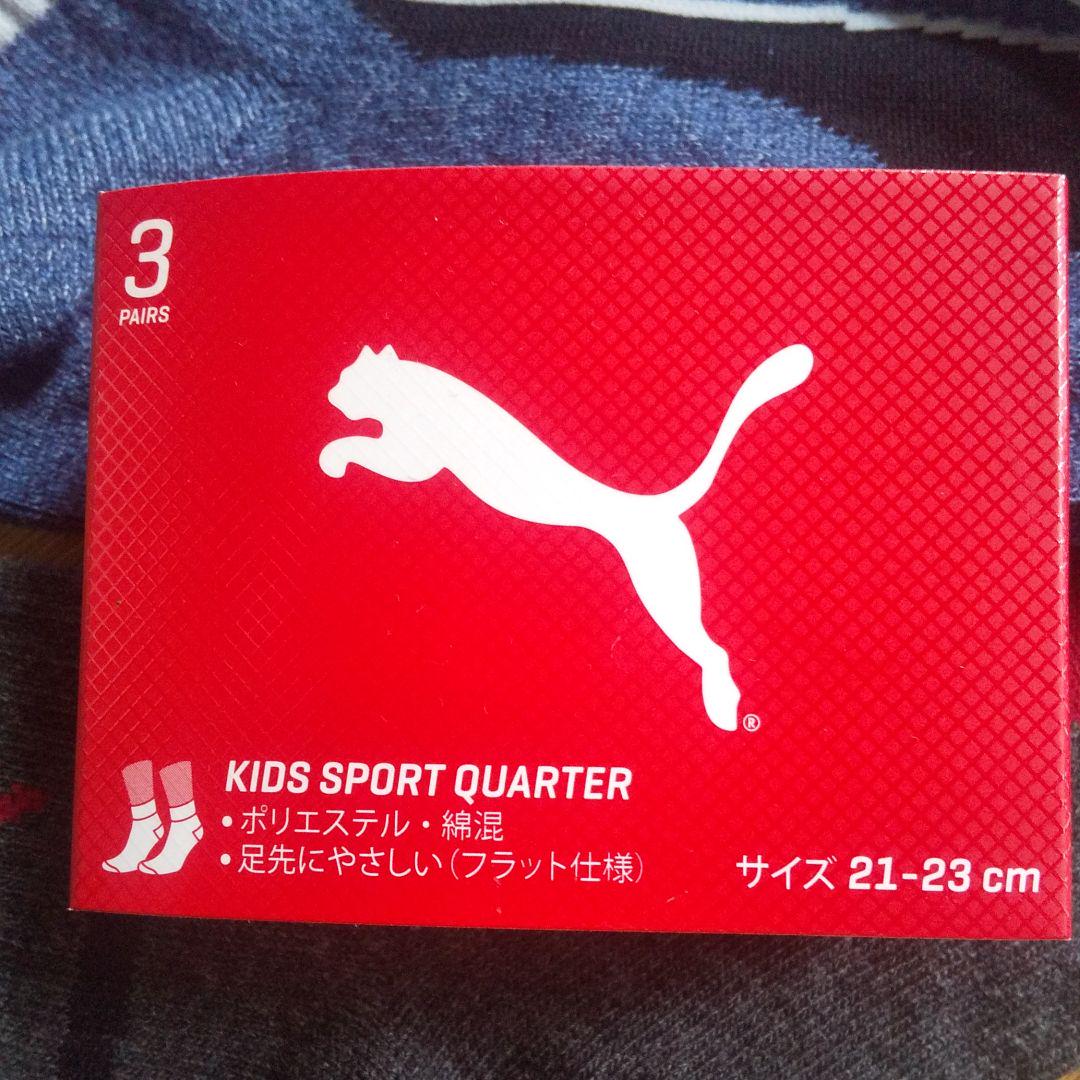 3
PAIRS
®
KIDS SPORT QUARTER
• ポリエステル・綿混
• 足先にやさしい(フラット仕様)
サイズ 21-23 cm